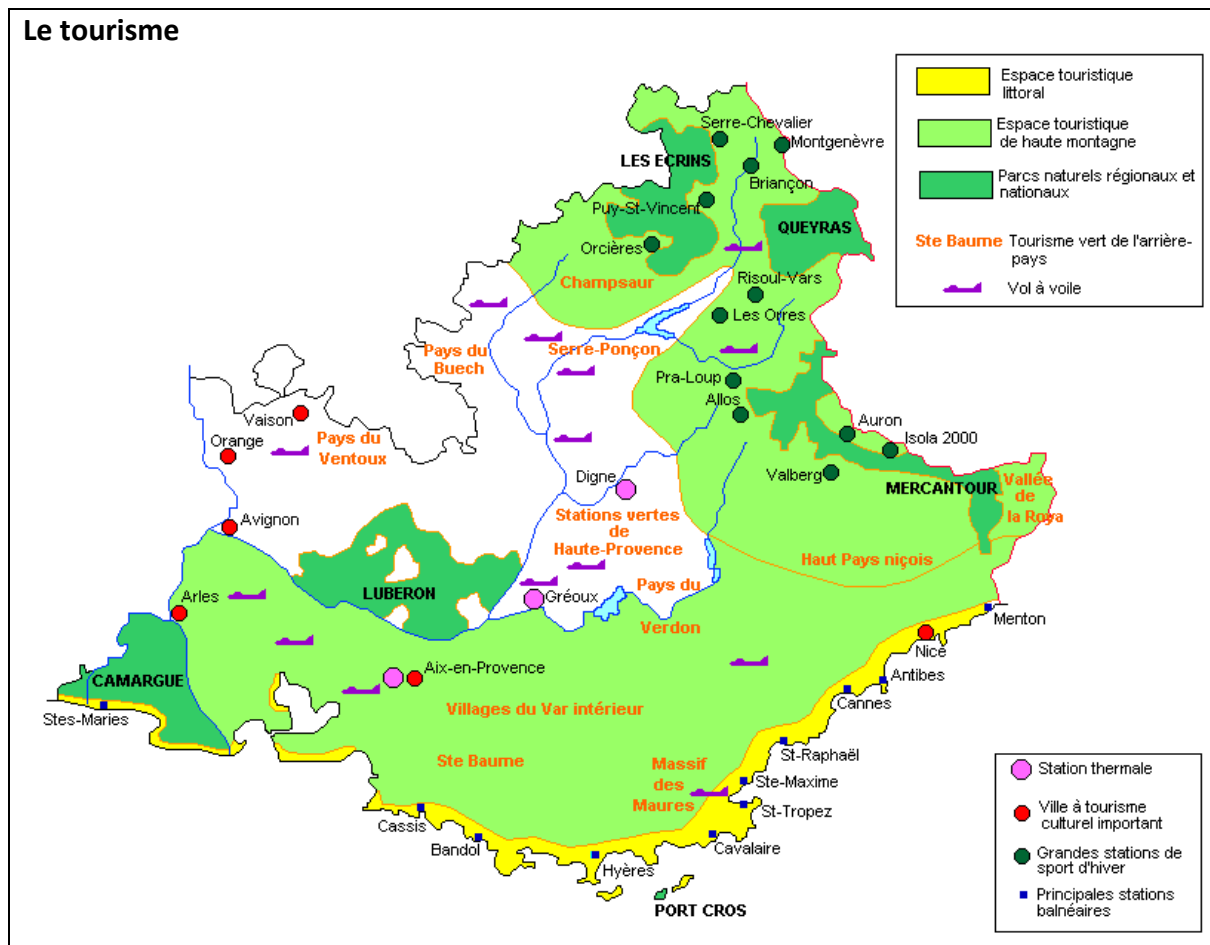 Le tourisme
Espace touristique
littoral
Espace touristique
de haute montagne
Parcs naturels régionaux et
nationaux
Ste Baume Tourisme vert de l'arrière-
pays
Vol à voile
Serre-Chevalier
Montgenèvre
LES ECRINS
Briançon
Puy-St-Vincent
QUEYRAS
Orcières
Champsaur
Risoul-Vars
Les Orres
Serre-Ponçon
Pays du
Buech
Pra-Loup
Allos
Vaison
Auron
Orange
Pays du
Ventoux
Isola 2000
Digne
Valberg
MERCANTOUR
Vallée
de
la Roya
Avignon
Stations vertes
de
Haute-Provence
Haut Pays niçois
LUBERON
Pays du
Verdon
Gréoux
Arles
Menton
Nice
CAMARGUE
Aix-en-Provence
Antibes
Stes-Maries
Villages du Var intérieur
Cannes
St-Raphaël
Ste Baume
Massif
des
Maures
Ste-Maxime
St-Tropez
Cassis
Bandol
Cavalaire
Hyères
PORT CROS
Station thermale
Ville à tourisme
culturel important
Grandes stations de
sport d'hiver
Principales stations
balnéaires